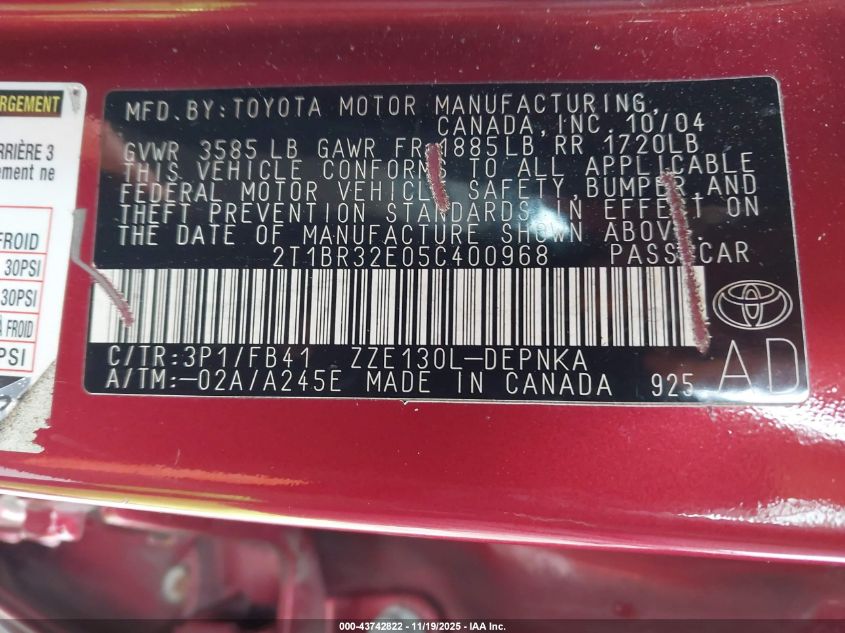 RGEMENT
RRIÈRE 3
ement ne
FROID
30PSI
30PSI
À FROID
PSI
MFD. BY: TOYOTA MOTOR MANUFACTURING,
CANADA, INC. 10/04
GVWR 3585 LB GAWR FR 1885LB, RR 1720LB
THIS VEHICLE CONFORMS TO ALL APPLICABLE
FEDERAL MOTOR VEHICLE SAFETY, BUMPER, AND
THEFT PREVENTION STANDARDS IN EFFECT ON
THE DATE OF MANUFACTURE SHOWN ABOVE.
2T1BR32E05C400968 PASS CAR
C/TR: 3P1/FB41 ZZE130L-DEPNKA
A/TM: -02A/A245E MADE IN CANADA 925 AD
000-43742822 | 11/19/2025 - IAA Inc.